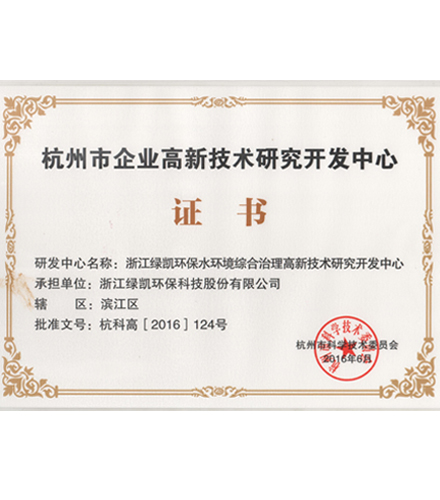 杭州市企业高新技术研究开发中心
证 书
研发中心名称：浙江绿凯环保水环境综合治理高新技术研究开发中心
承担单位：浙江绿凯环保科技股份有限公司
辖 区：滨江区
批准文号：杭科高［2016］124号
杭州市科学技术委员会
2016年6月